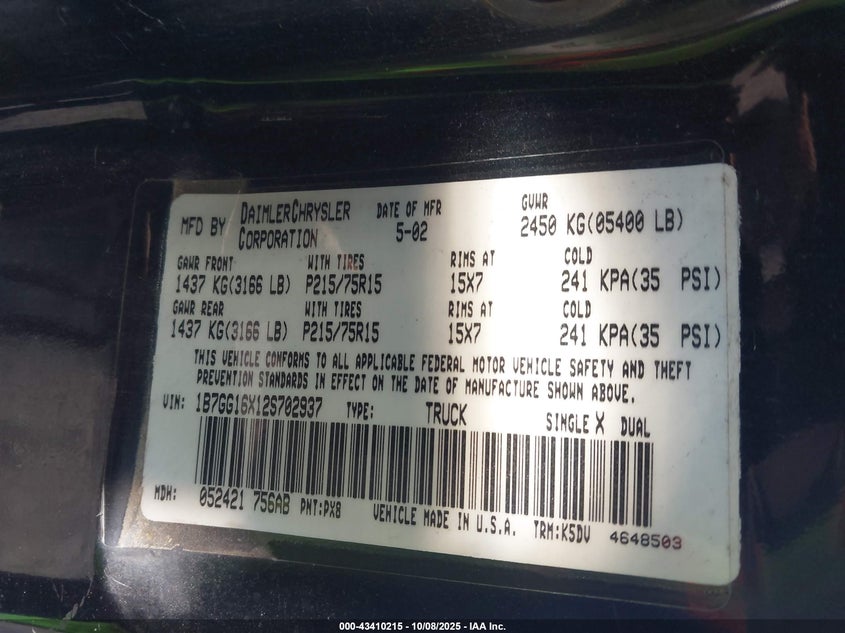 MFD BY DAIMLERCHRYSLER CORPORATION DATE OF MFR 5-02 GVWR 2450 KG(05400 LB)
GAWR FRONT WITH TIRES RIMS AT COLD
1437 KG(3166 LB) P215/75R15 15X7 241 KPA(35 PSI)
GAWR REAR WITH TIRES RIMS AT COLD
1437 KG(3166 LB) P215/75R15 15X7 241 KPA(35 PSI)
THIS VEHICLE CONFORMS TO ALL APPLICABLE FEDERAL MOTOR VEHICLE SAFETY AND THEFT
PREVENTION STANDARDS IN EFFECT ON THE DATE OF MANUFACTURE SHOWN ABOVE.
VIN: 1B7GG16X12S702937 TYPE: TRUCK SINGLE X DUAL
MDH: 052421 756AB PNT:PX8 VEHICLE MADE IN U.S.A. TRM:K5DV 4648503
000-43410215 - 10/08/2025 - IAA Inc.